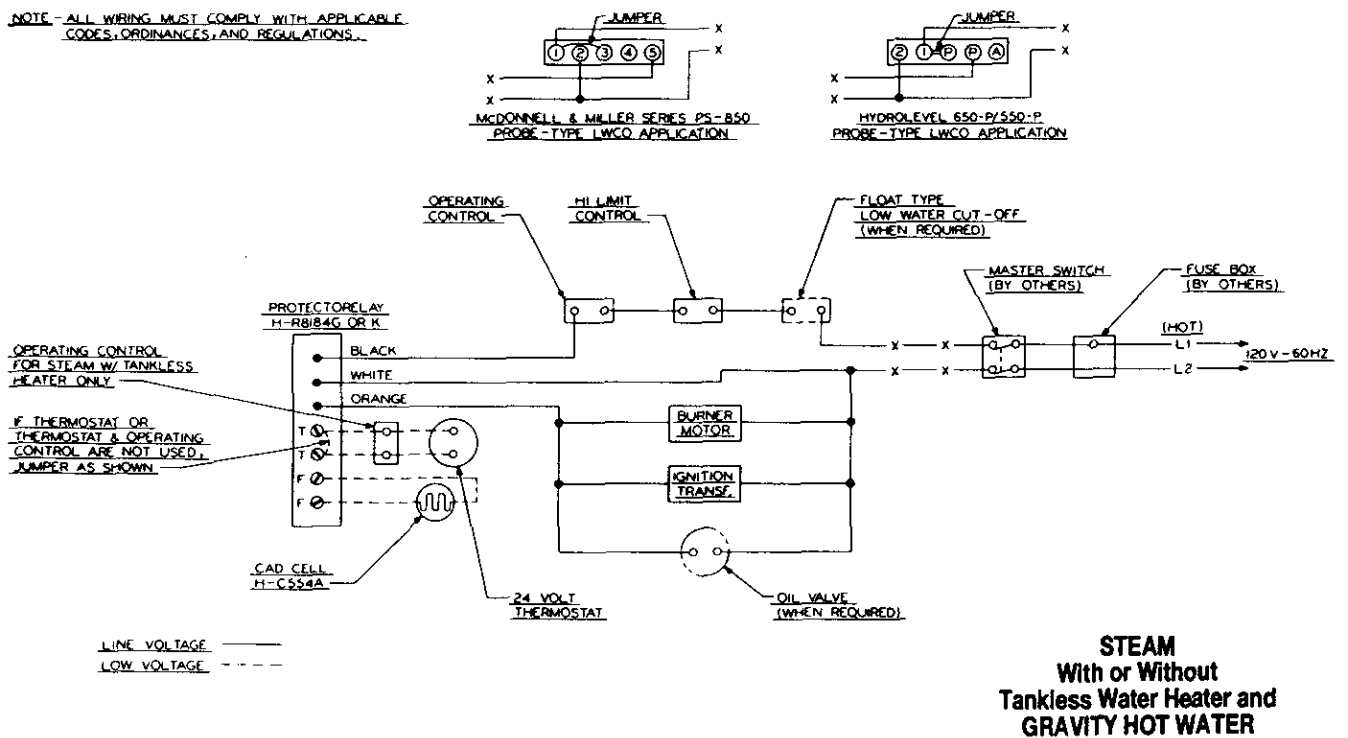 NOTE - ALL WIRING MUST COMPLY WITH APPLICABLE
CODES, ORDINANCES, AND REGULATIONS.
JUMPER
X
1 2 3 4 5
X
X
X
McDONNELL & MILLER SERIES PS-850
PROBE-TYPE LWCO APPLICATION
JUMPER
X
2 1 P P A
X
X
X
HYDROLEVEL 650-P/550-P
PROBE-TYPE LWCO APPLICATION
OPERATING
CONTROL
HI LIMIT
CONTROL
FLOAT TYPE
LOW WATER CUT-OFF
(WHEN REQUIRED)
MASTER SWITCH
(BY OTHERS)
FUSE BOX
(BY OTHERS)
PROTECTORELAY
H-R8184G OR K
(HOT)
X X
L1
120V-60HZ
X X
L2
BLACK
WHITE
ORANGE
OPERATING CONTROL
FOR STEAM W/ TANKLESS
HEATER ONLY
IF THERMOSTAT OR
THERMOSTAT & OPERATING
CONTROL ARE NOT USED,
JUMPER AS SHOWN
T
T
F
F
BURNER
MOTOR
IGNITION
TRANSF.
CAD CELL
H-C554A
24 VOLT
THERMOSTAT
OIL VALVE
(WHEN REQUIRED)
LINE VOLTAGE
LOW VOLTAGE
STEAM
With or Without
Tankless Water Heater and
GRAVITY HOT WATER